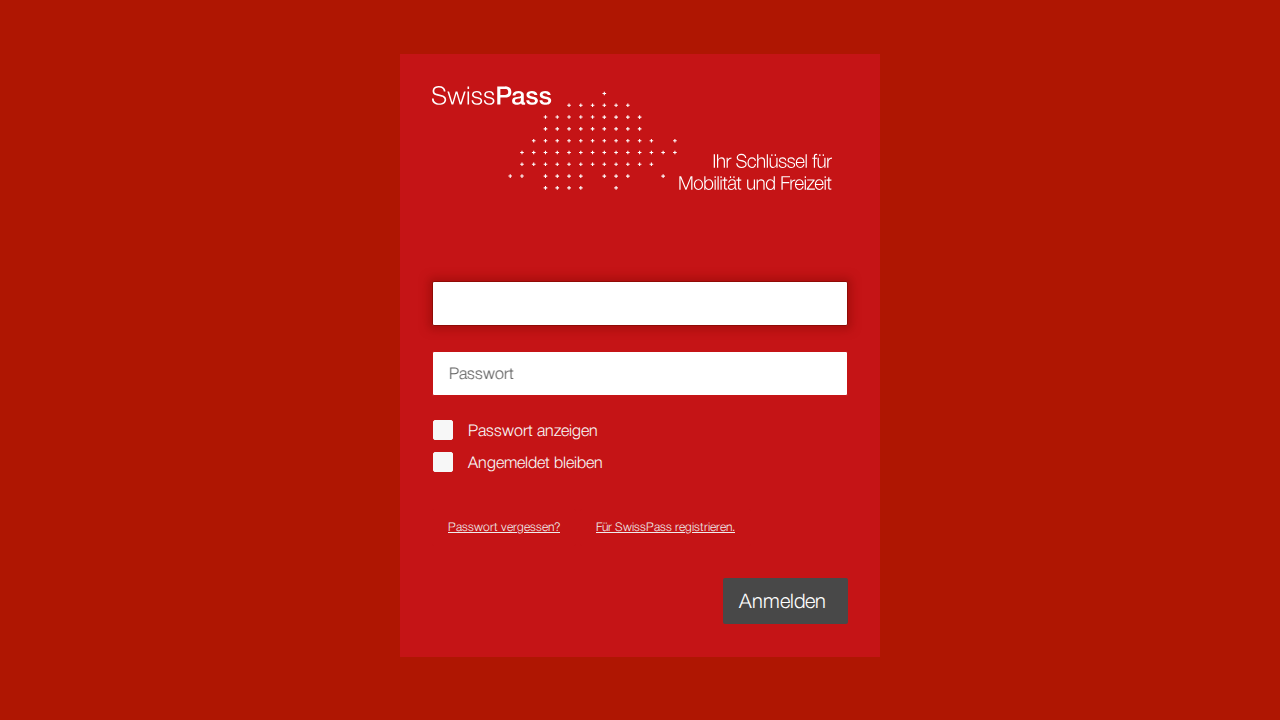 SwissPass
Ihr Schlüssel für
Mobilität und Freizeit
Passwort
Passwort anzeigen
Angemeldet bleiben
Passwort vergessen?
Für SwissPass registrieren.
Anmelden